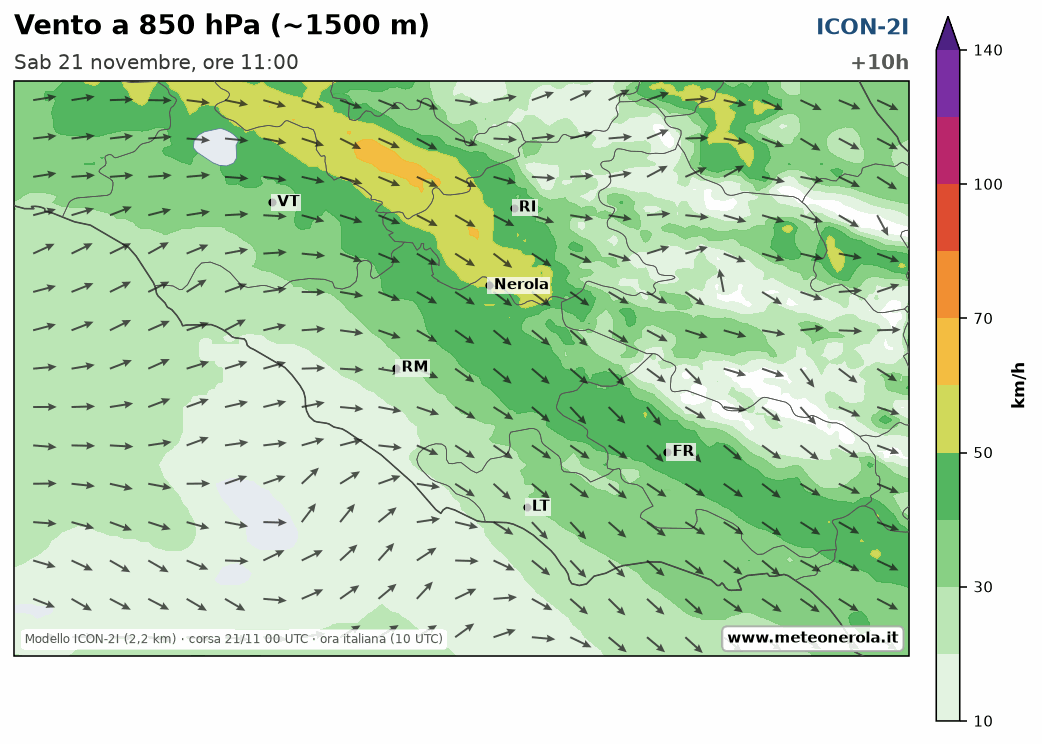 Vento a 850 hPa (~1500 m)
ICON-2I
Sab 21 novembre, ore 11:00
+10h
140
100
70
50
30
10
km/h
VT
RI
Nerola
RM
FR
LT
Modello ICON-2I (2,2 km) · corsa 21/11 00 UTC · ora italiana (10 UTC)
www.meteonerola.it